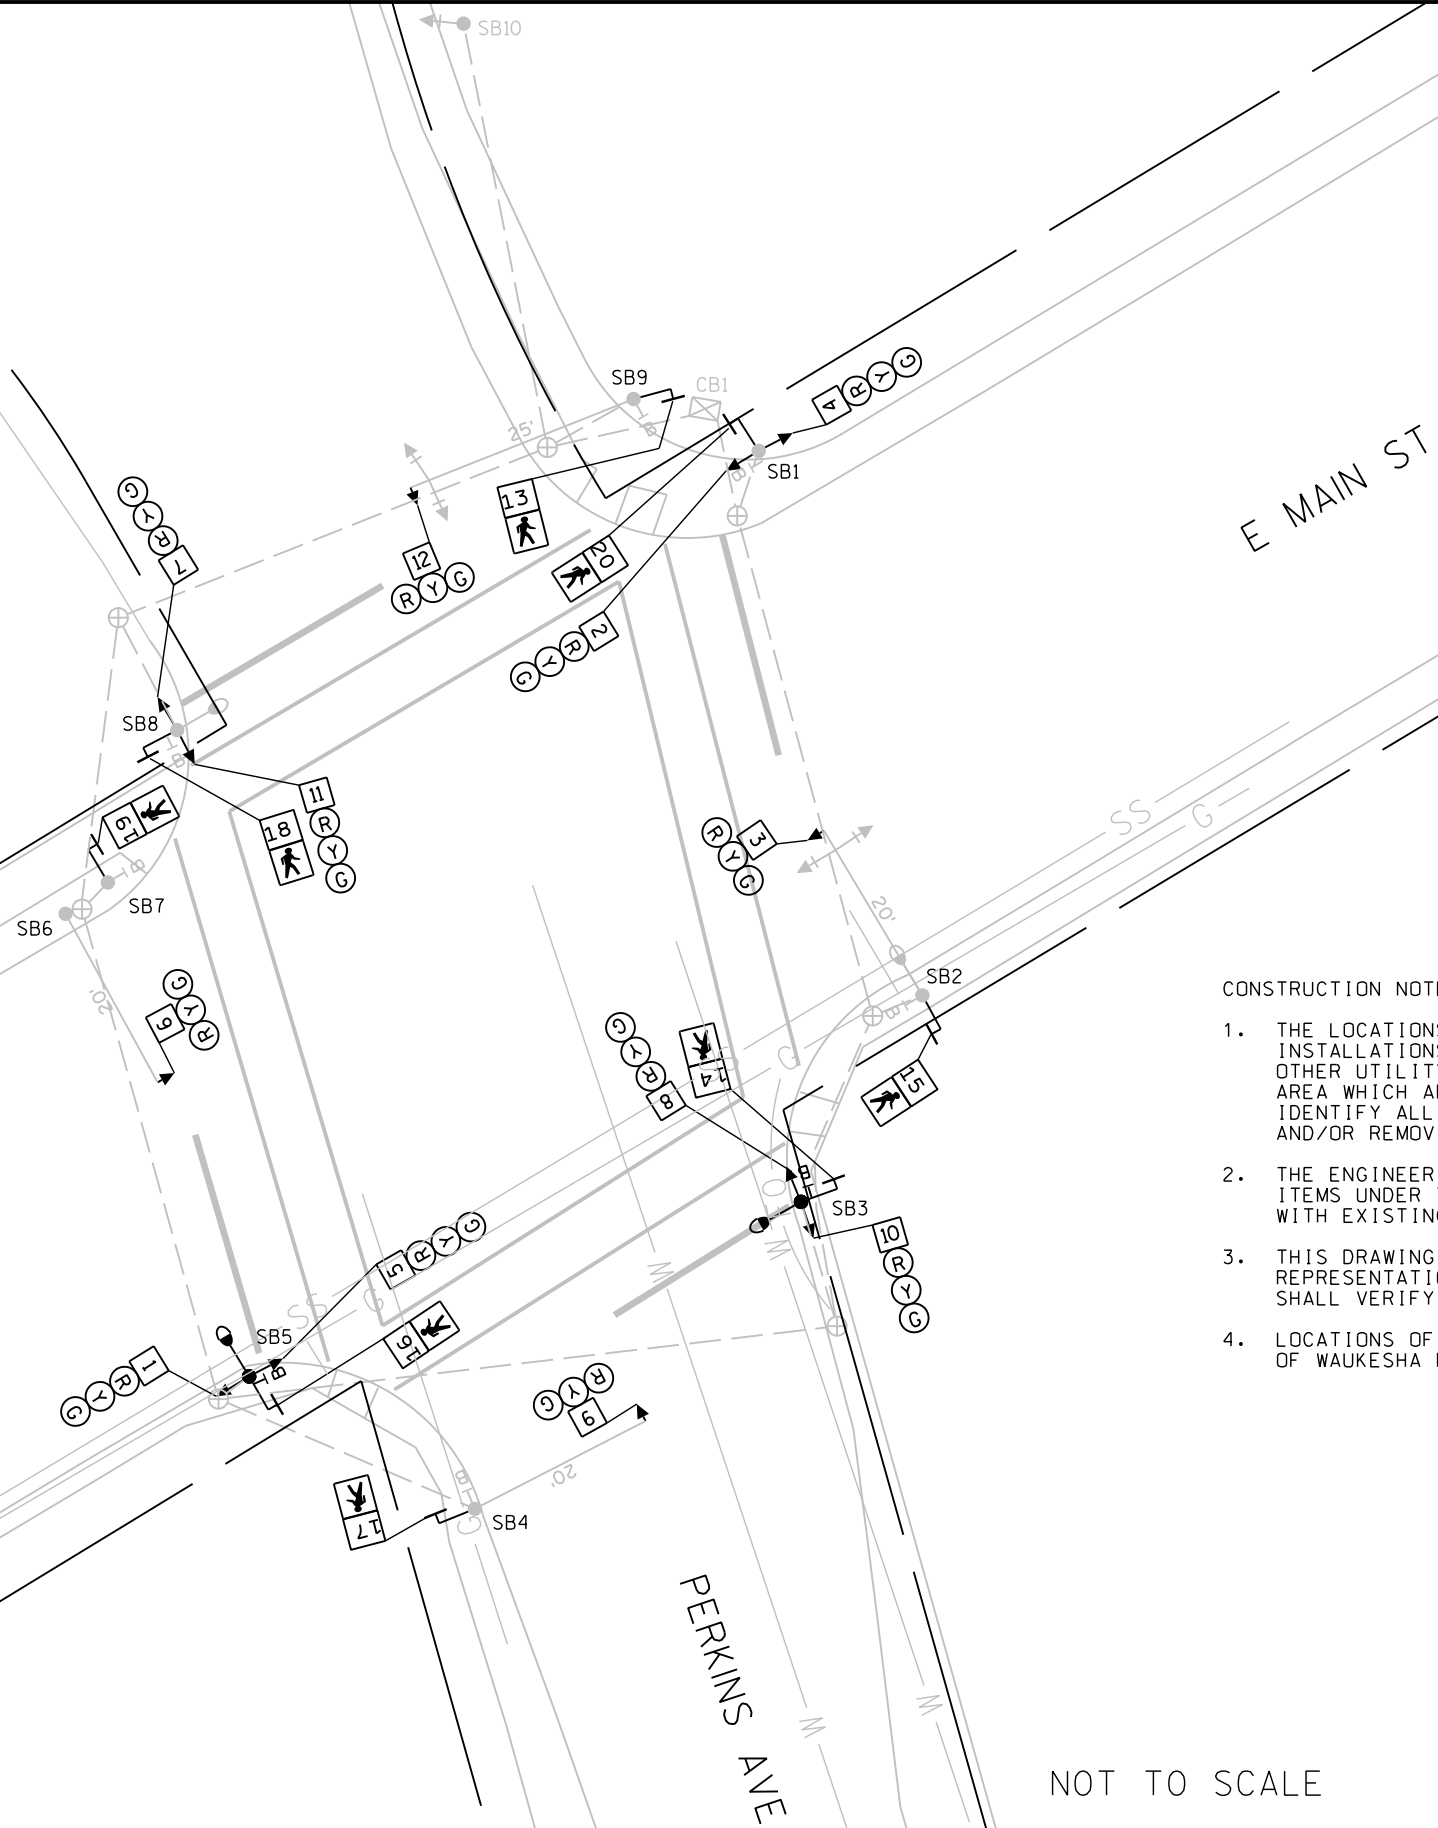 SB10
SB9
CB1
4 R Y G
SB1
25'
E MAIN ST
G Y R 7
13
12
R Y G
20
2 R Y G
SB8
B
B
B
11
R
Y
G
18
19
3
R Y G
SS
G
20'
SB7
SB6
B
SB2
B
CONSTRUCTION NOT
1. THE LOCATION
INSTALLATION
OTHER UTILIT
AREA WHICH A
IDENTIFY ALL
AND/OR REMOV
2. THE ENGINEER
ITEMS UNDER
WITH EXISTIN
3. THIS DRAWING
REPRESENTATI
SHALL VERIFY
4. LOCATIONS OF
OF WAUKESHA
20'
6
R Y G
8 R Y G
14
15
G
B
SB3
10
R
Y
G
5 R Y G
SS
G
W
W
SB5
B
16
1 R Y G
9
R Y G
20'
17
B
SB4
G
PERKINS AVE
W
W
NOT TO SCALE